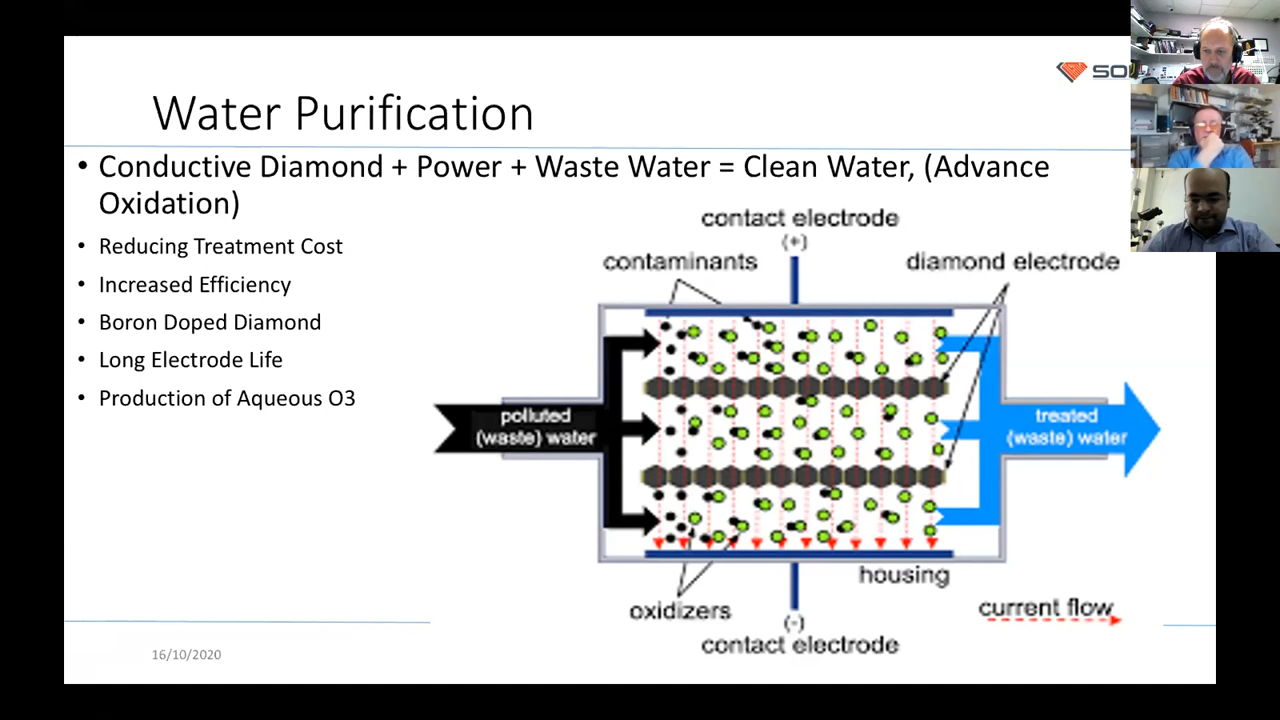 Water Purification
• Conductive Diamond + Power + Waste Water = Clean Water, (Advance
Oxidation)
• Reducing Treatment Cost
• Increased Efficiency
• Boron Doped Diamond
• Long Electrode Life
• Production of Aqueous O3
contact electrode
(+)
contaminants
diamond electrode
polluted
(waste) water
treated
(waste) water
housing
oxidizers
current flow
(-)
contact electrode
16/10/2020